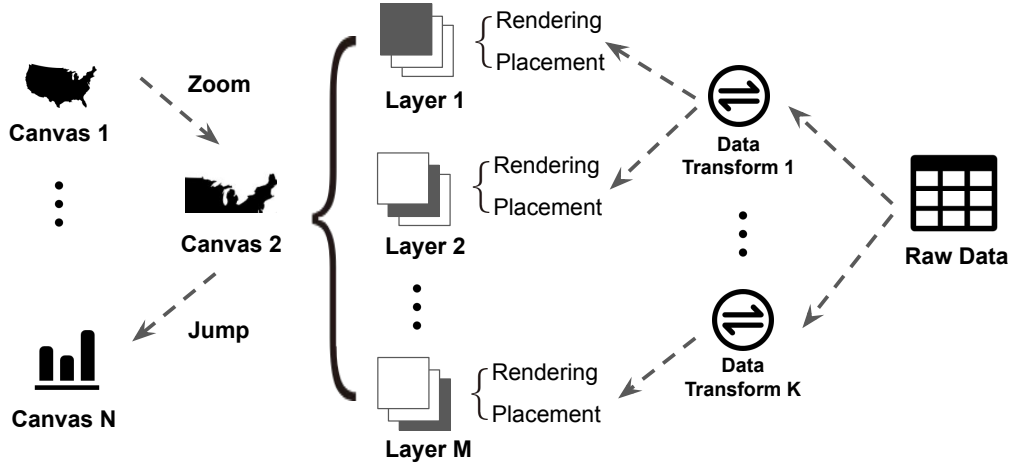 Canvas 1
Zoom
Canvas 2
Jump
Canvas N
Rendering
Placement
Layer 1
Rendering
Placement
Layer 2
Rendering
Placement
Layer M
Data
Transform 1
Data
Transform K
Raw Data